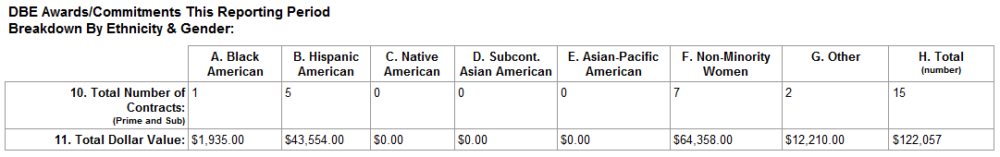 DBE Awards/Commitments This Reporting Period
Breakdown By Ethnicity & Gender:
A. Black American B. Hispanic American C. Native American D. Subcont. Asian American E. Asian-Pacific American F. Non-Minority Women G. Other H. Total (number)
10. Total Number of Contracts: (Prime and Sub) 1 5 0 0 0 7 2 15
11. Total Dollar Value: $1,935.00 $43,554.00 $0.00 $0.00 $0.00 $64,358.00 $12,210.00 $122,057